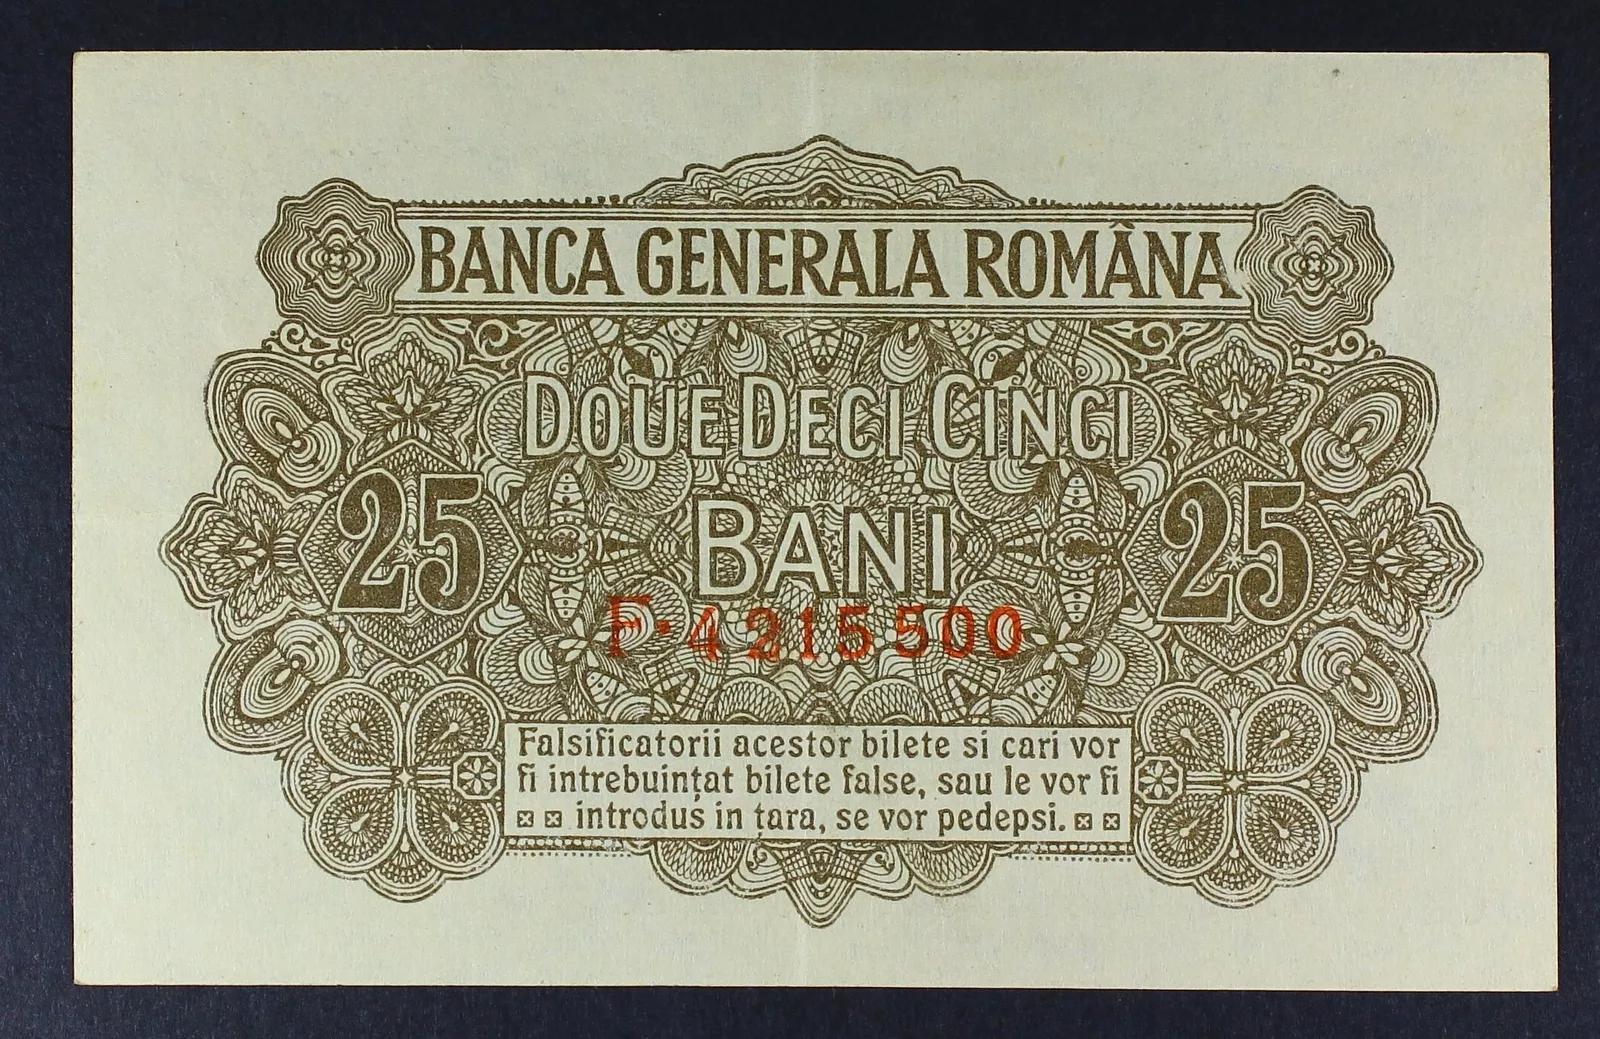 BANCA GENERALA ROMÂNA
DOUE DECI CINCI
25 BANI 25
F·4215500
Falsificatorii acestor bilete si cari vor
fi intrebuințat bilete false, sau le vor fi
introdus in țara, se vor pedepsi.